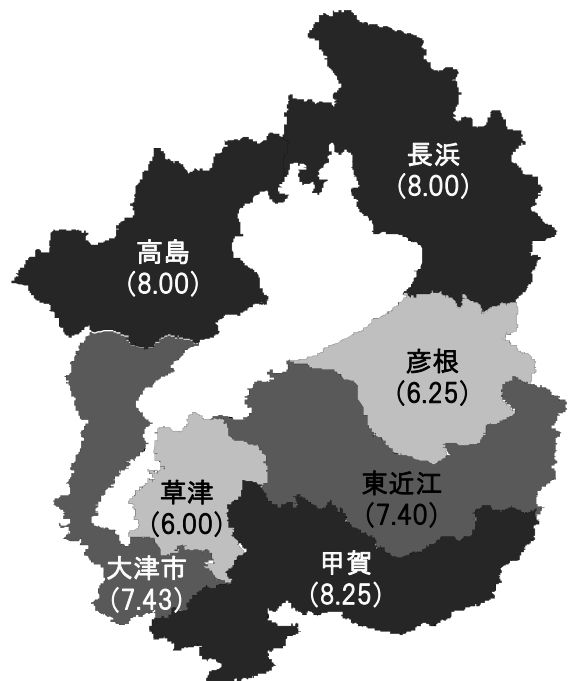 長浜
(8.00)
高島
(8.00)
彦根
(6.25)
東近江
(7.40)
草津
(6.00)
大津市
(7.43)
甲賀
(8.25)